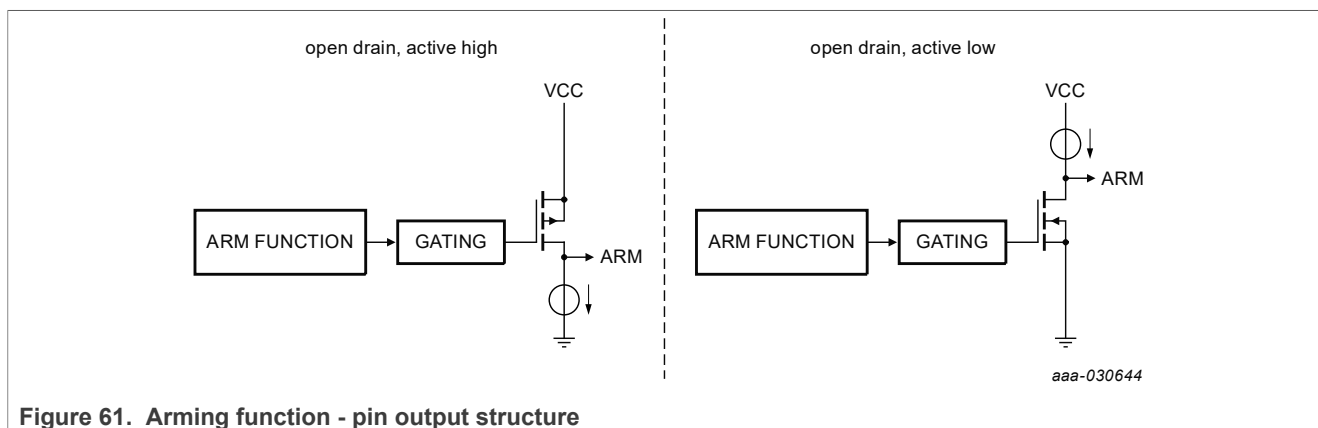 open drain, active high
VCC
ARM FUNCTION
GATING
ARM
open drain, active low
VCC
ARM
ARM FUNCTION
GATING
aaa-030644
Figure 61. Arming function - pin output structure